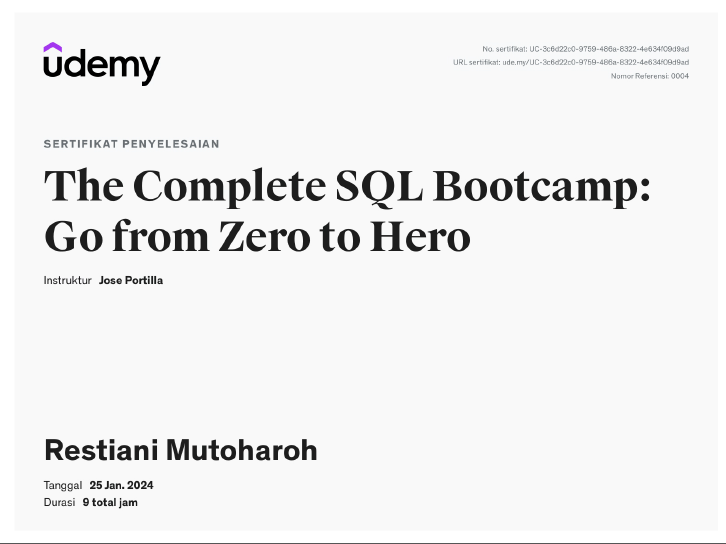 udemy
No. sertifikat: UC-3c6d22c0-9759-486a-8322-4e634f09d9ad
URL sertifikat: ude.my/UC-3c6d22c0-9759-486a-8322-4e634f09d9ad
Nomor Referensi: 0004
SERTIFIKAT PENYELESAIAN
The Complete SQL Bootcamp:
Go from Zero to Hero
Instruktur Jose Portilla
Restiani Mutoharoh
Tanggal 25 Jan. 2024
Durasi 9 total jam